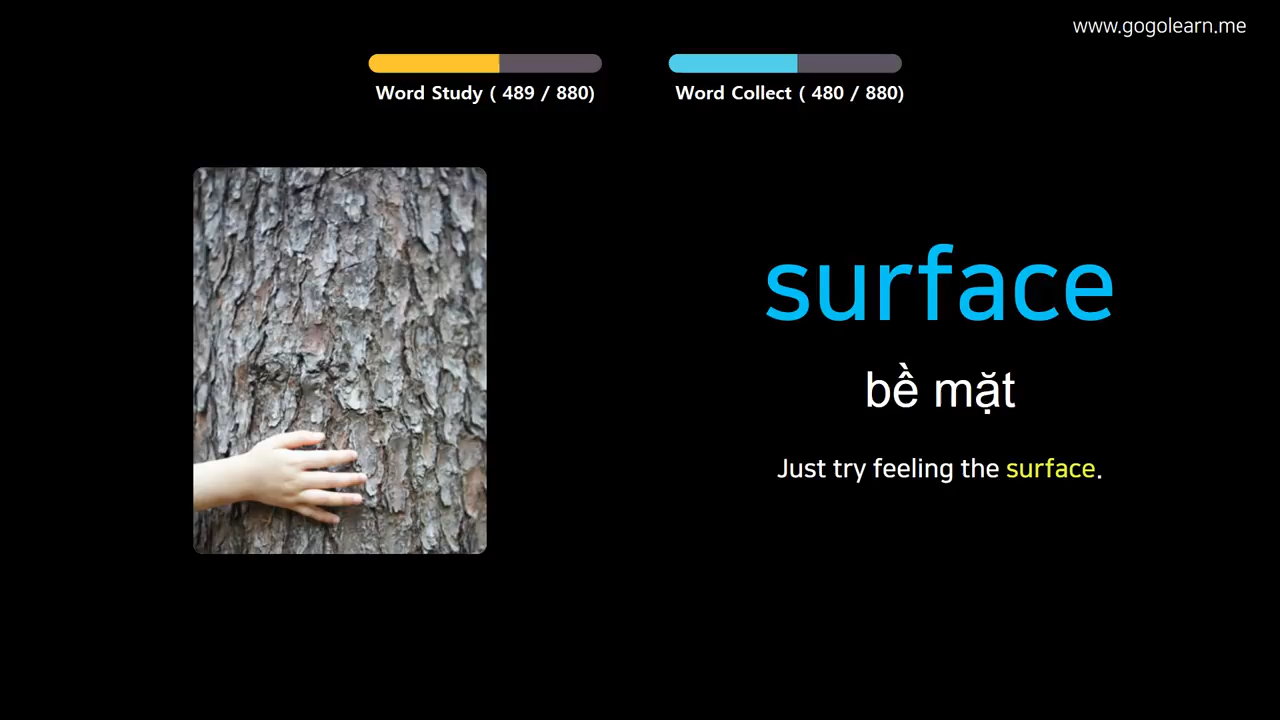 www.gogolearn.me
Word Study ( 489 / 880)
Word Collect ( 480 / 880)
surface
bề mặt
Just try feeling the surface.